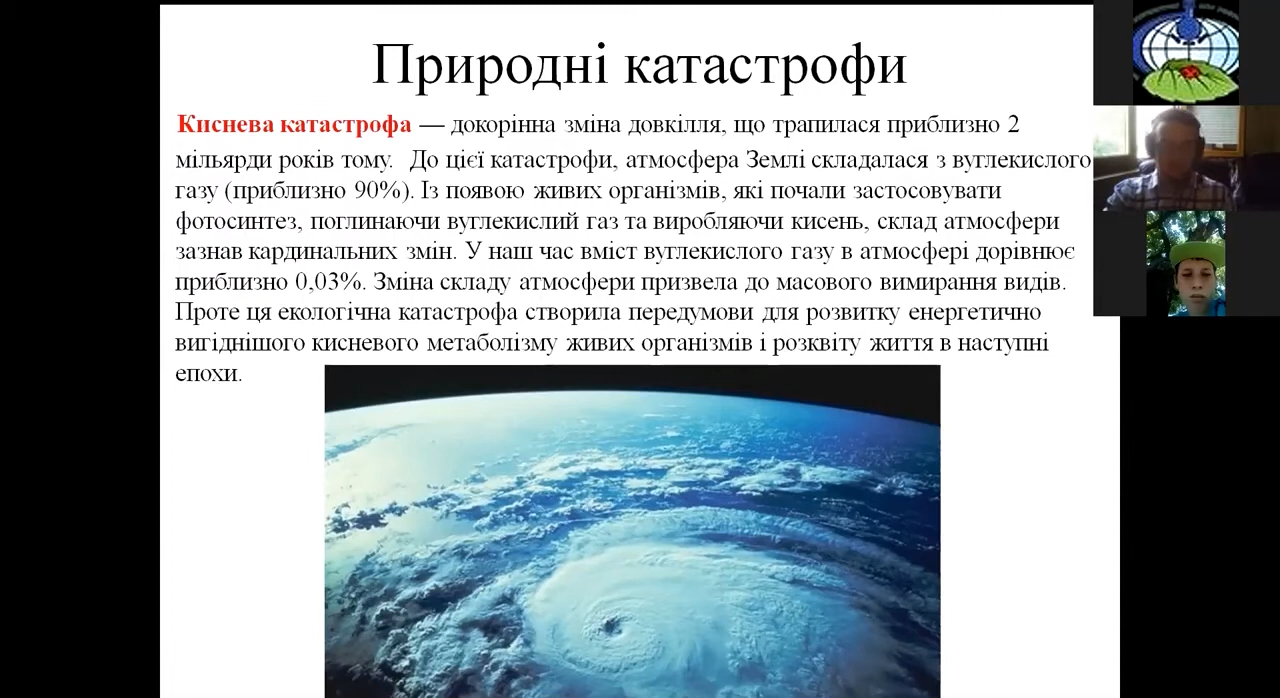 Природні катастрофи
Киснева катастрофа — докорінна зміна довкілля, що трапилася приблизно 2
мільярди років тому. До цієї катастрофи, атмосфера Землі складалася з вуглекислого
газу (приблизно 90%). Із появою живих організмів, які почали застосовувати
фотосинтез, поглинаючи вуглекислий газ та виробляючи кисень, склад атмосфери
зазнав кардинальних змін. У наш час вміст вуглекислого газу в атмосфері дорівнює
приблизно 0,03%. Зміна складу атмосфери призвела до масового вимирання видів.
Проте ця екологічна катастрофа створила передумови для розвитку енергетично
вигіднішого кисневого метаболізму живих організмів і розквіту життя в наступні
епохи.